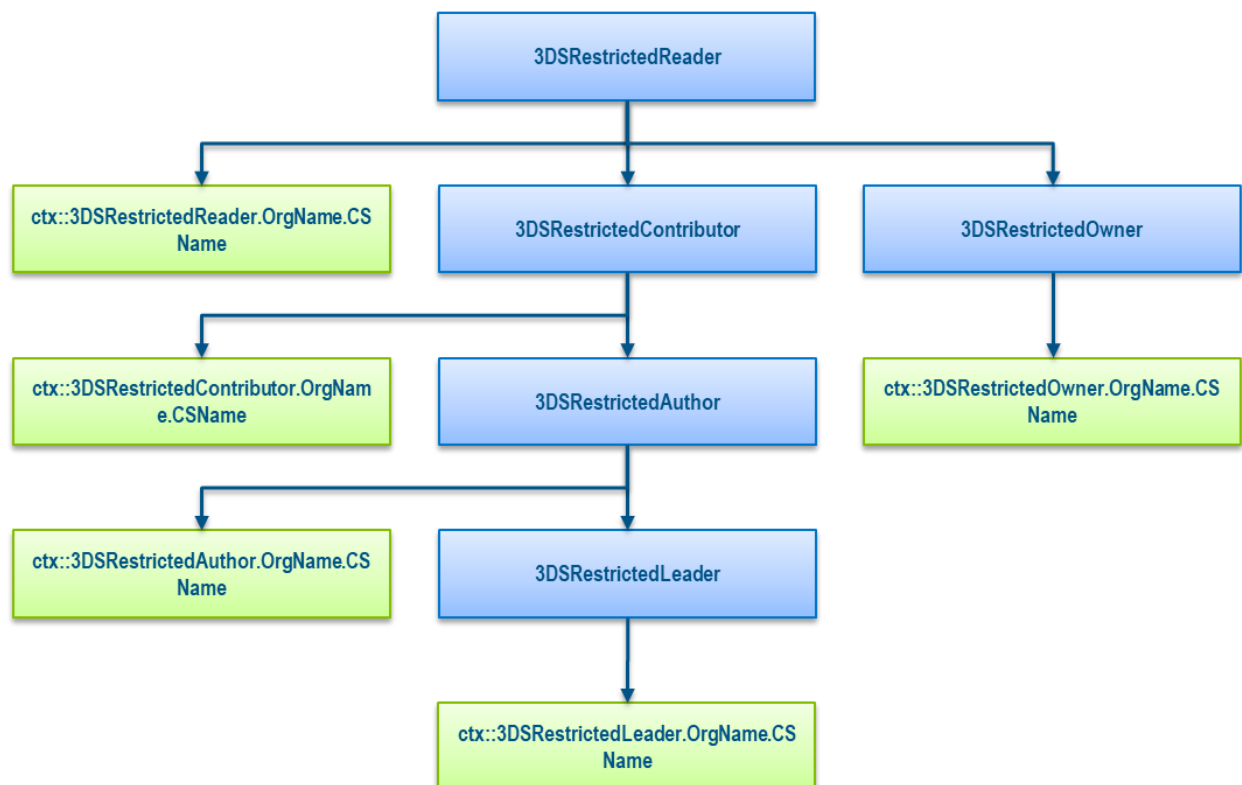 3DSRestrictedReader
ctx::3DSRestrictedReader.OrgName.CS
Name
3DSRestrictedContributor
3DSRestrictedOwner
ctx::3DSRestrictedContributor.OrgNam
e.CSName
3DSRestrictedAuthor
ctx::3DSRestrictedOwner.OrgName.CS
Name
ctx::3DSRestrictedAuthor.OrgName.CS
Name
3DSRestrictedLeader
ctx::3DSRestrictedLeader.OrgName.CS
Name